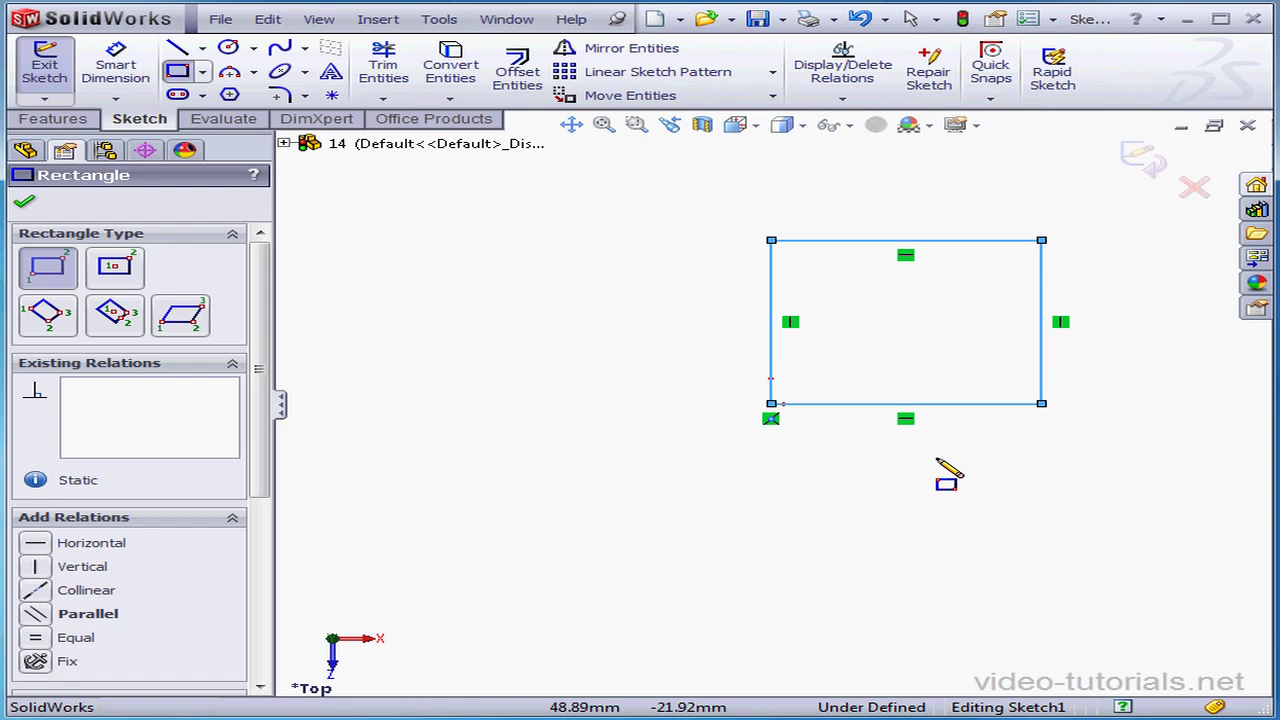 SolidWorks File Edit View Insert Tools Window Help Ske... ?
Exit Sketch
Smart Dimension
Trim Entities
Convert Entities
Offset Entities
Mirror Entities
Linear Sketch Pattern
Move Entities
Display/Delete Relations
Repair Sketch
Quick Snaps
Rapid Sketch
Features Sketch Evaluate DimXpert Office Products
14 (Default<<Default>_Dis...
Rectangle ?
Rectangle Type
Existing Relations
Static
Add Relations
Horizontal
Vertical
Collinear
Parallel
Equal
Fix
X
Z
*Top
video-tutorials.net
SolidWorks 48.89mm -21.92mm Under Defined Editing Sketch1 ?